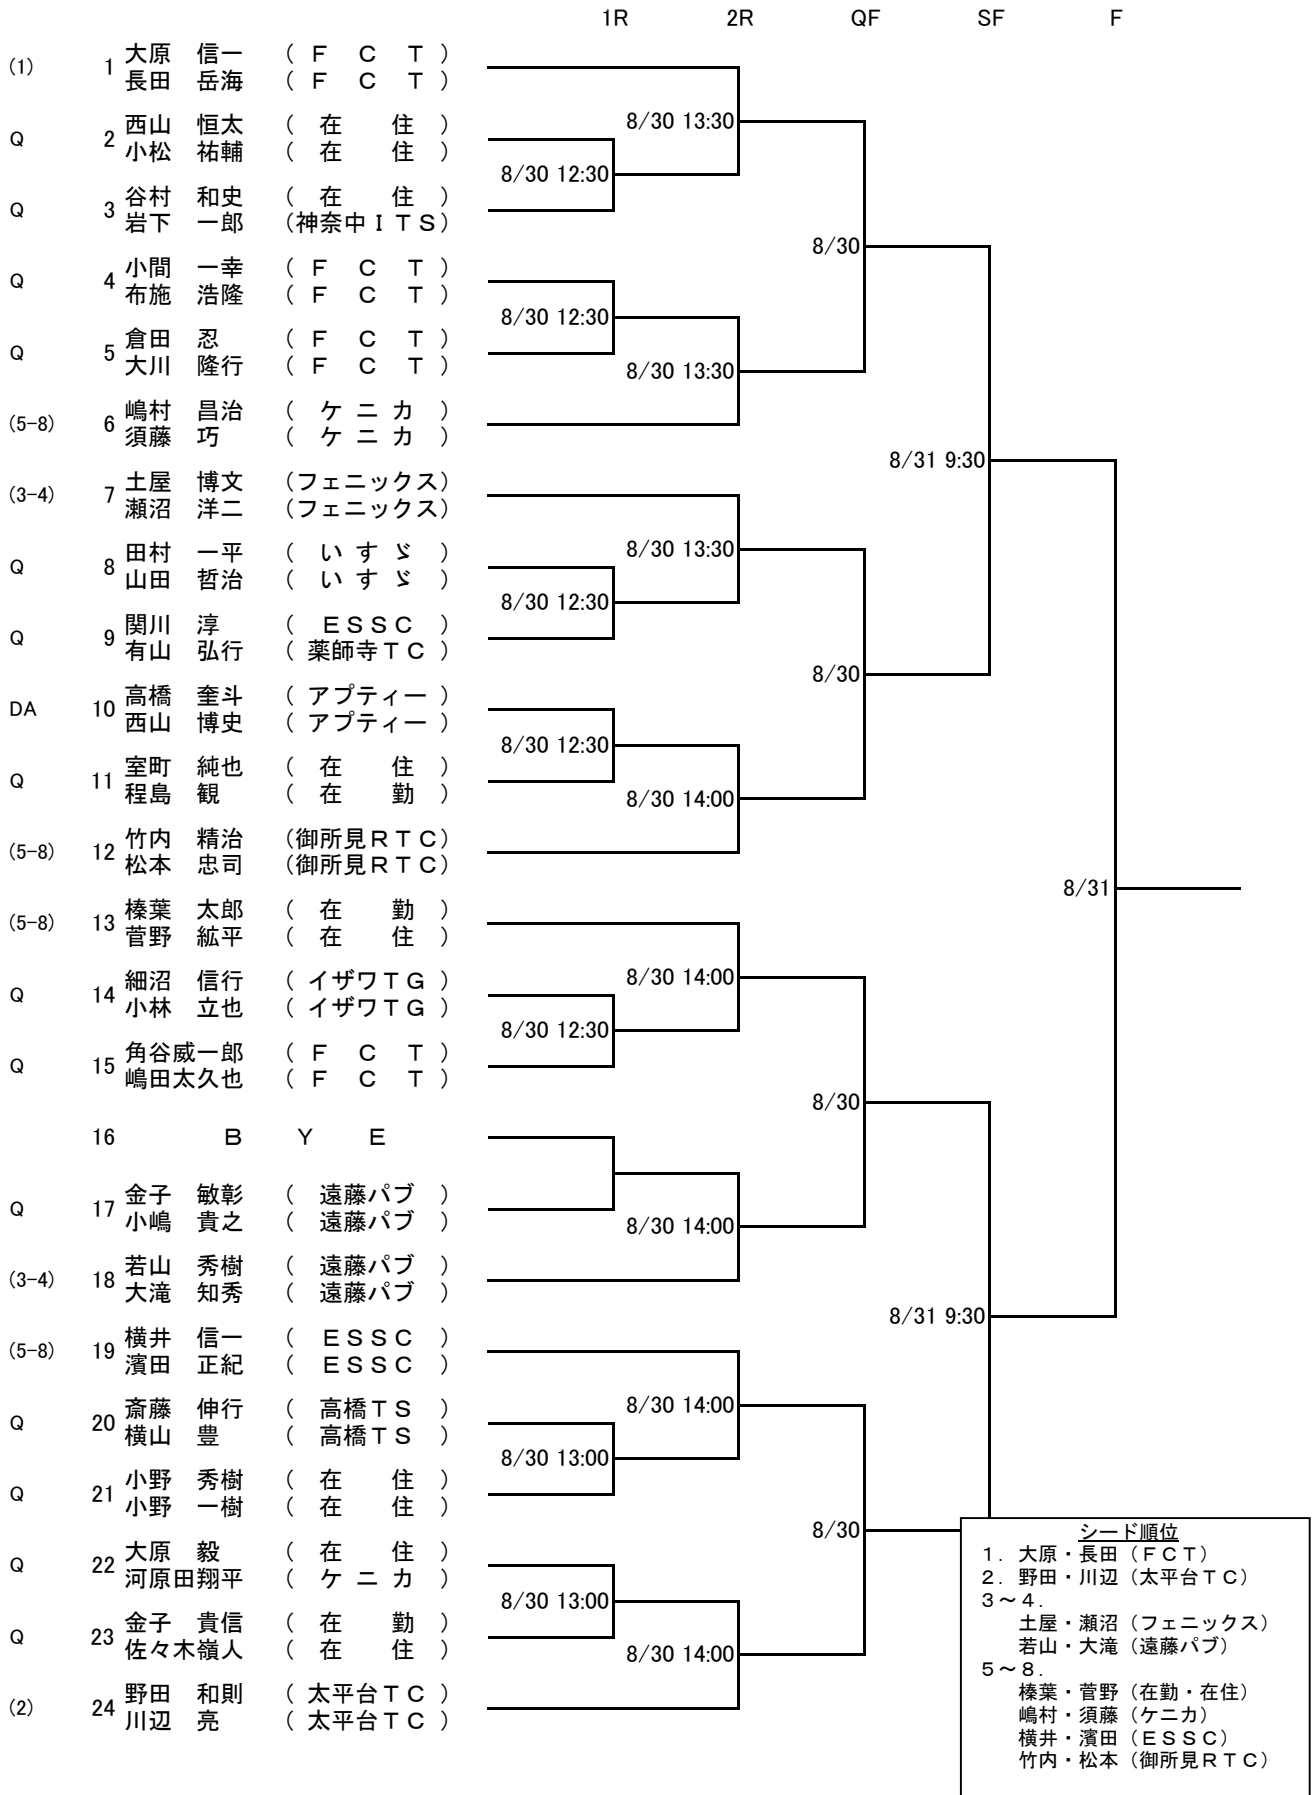 1R 2R QF SF F
(1) 1 大原 信一 (ＦＣＴ)
長田 岳海 (ＦＣＴ)
8/30 13:30
Q 2 西山 恒太 (在 住)
小松 祐輔 (在 住)
8/30 12:30
Q 3 谷村 和史 (在 住)
岩下 一郎 (神奈中ＩＴＳ)
8/30
Q 4 小間 一幸 (ＦＣＴ)
布施 浩隆 (ＦＣＴ)
8/30 12:30
Q 5 倉田 忍 (ＦＣＴ)
大川 隆行 (ＦＣＴ)
8/30 13:30
(5-8) 6 嶋村 昌治 (ケニカ)
須藤 巧 (ケニカ)
8/31 9:30
(3-4) 7 土屋 博文 (フェニックス)
瀬沼 洋二 (フェニックス)
8/30 13:30
Q 8 田村 一平 (いすゞ)
山田 哲治 (いすゞ)
8/30 12:30
Q 9 関川 淳 (ＥＳＳＣ)
有山 弘行 (薬師寺ＴＣ)
8/30
DA 10 高橋 奎斗 (アプティー)
西山 博史 (アプティー)
8/30 12:30
Q 11 室町 純也 (在 住)
程島 観 (在 勤)
8/30 14:00
(5-8) 12 竹内 精治 (御所見ＲＴＣ)
松本 忠司 (御所見ＲＴＣ)
8/31
(5-8) 13 榛葉 太郎 (在 勤)
菅野 紘平 (在 住)
8/30 14:00
Q 14 細沼 信行 (イザワＴＧ)
小林 立也 (イザワＴＧ)
8/30 12:30
Q 15 角谷威一郎 (ＦＣＴ)
嶋田太久也 (ＦＣＴ)
8/30
16 ＢＹＥ
Q 17 金子 敏彰 (遠藤パブ)
小嶋 貴之 (遠藤パブ)
8/30 14:00
(3-4) 18 若山 秀樹 (遠藤パブ)
大滝 知秀 (遠藤パブ)
8/31 9:30
(5-8) 19 横井 信一 (ＥＳＳＣ)
濱田 正紀 (ＥＳＳＣ)
8/30 14:00
Q 20 斎藤 伸行 (高橋ＴＳ)
横山 豊 (高橋ＴＳ)
8/30 13:00
Q 21 小野 秀樹 (在 住)
小野 一樹 (在 住)
8/30
Q 22 大原 毅 (在 住)
河原田翔平 (ケニカ)
8/30 13:00
Q 23 金子 貴信 (在 勤)
佐々木嶺人 (在 住)
8/30 14:00
(2) 24 野田 和則 (太平台ＴＣ)
川辺 亮 (太平台ＴＣ)
シード順位
1. 大原・長田（ＦＣＴ）
2. 野田・川辺（太平台ＴＣ）
3～4.
土屋・瀬沼（フェニックス）
若山・大滝（遠藤パブ）
5～8.
榛葉・菅野（在勤・在住）
嶋村・須藤（ケニカ）
横井・濱田（ＥＳＳＣ）
竹内・松本（御所見ＲＴＣ）